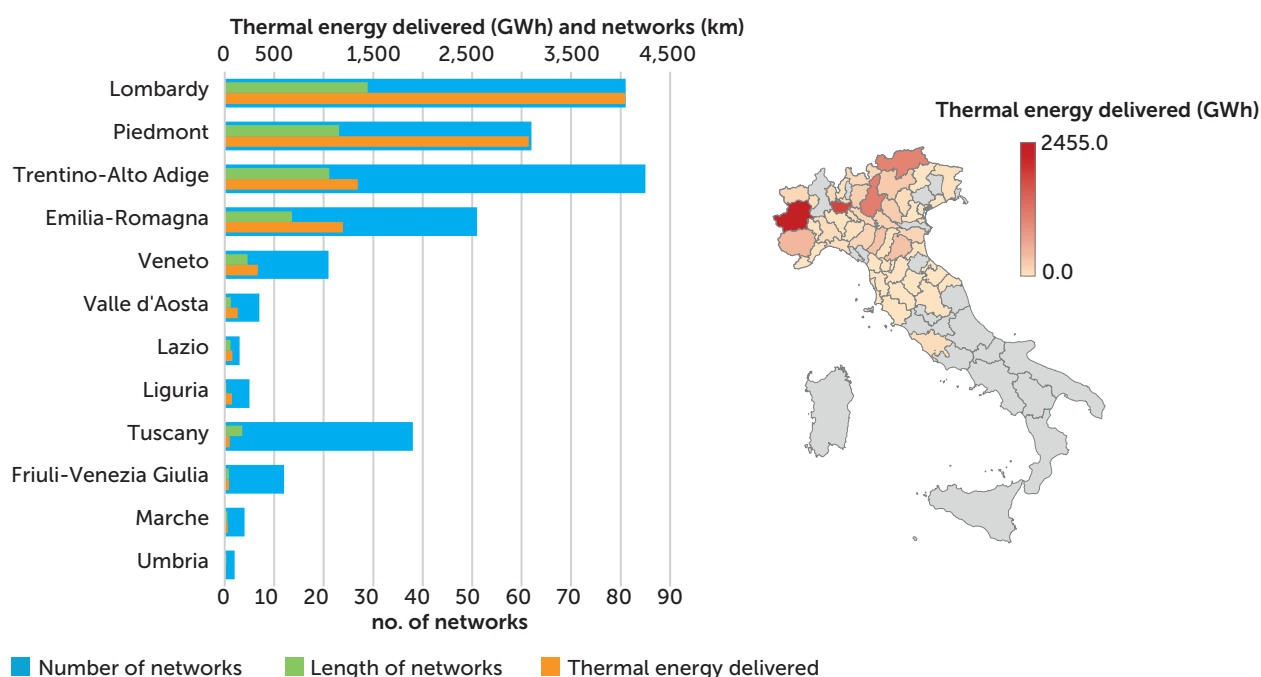 Thermal energy delivered (GWh) and networks (km)
0 500 1,500 2,500 3,500 4,500
Lombardy
Piedmont
Trentino-Alto Adige
Emilia-Romagna
Veneto
Valle d'Aosta
Lazio
Liguria
Tuscany
Friuli-Venezia Giulia
Marche
Umbria
0 10 20 30 40 50 60 70 80 90
no. of networks
Number of networks
Length of networks
Thermal energy delivered
Thermal energy delivered (GWh)
2455.0
0.0